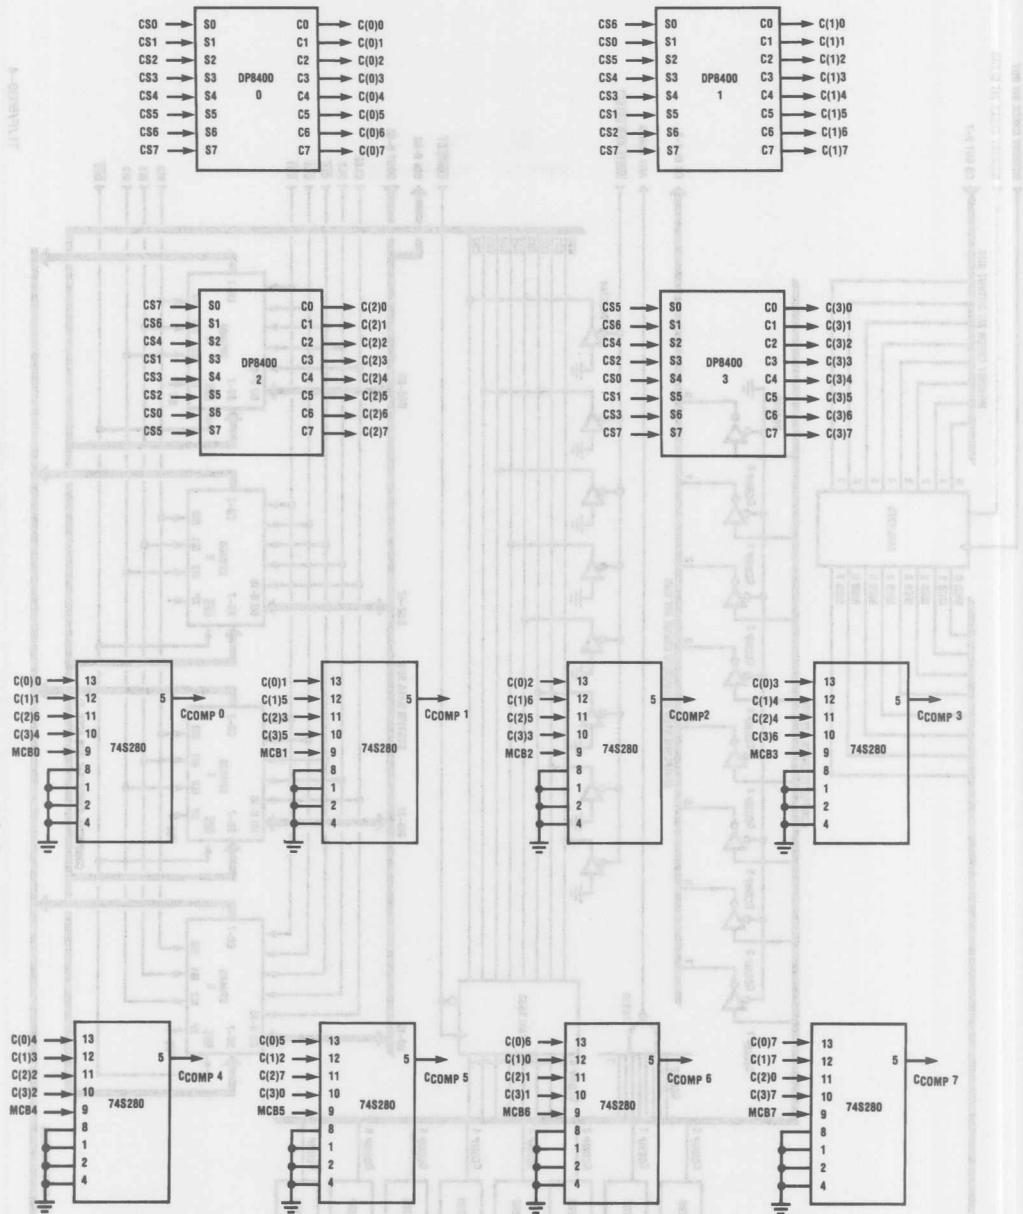 CS0 S0 C0 C(0)0
CS1 S1 C1 C(0)1
CS2 S2 C2 C(0)2
CS3 S3 C3 C(0)3
DP8400
0
CS4 S4 C4 C(0)4
CS5 S5 C5 C(0)5
CS6 S6 C6 C(0)6
CS7 S7 C7 C(0)7
CS6 S0 C0 C(1)0
CS0 S1 C1 C(1)1
CS5 S2 C2 C(1)2
CS4 S3 C3 C(1)3
DP8400
1
CS3 S4 C4 C(1)4
CS1 S5 C5 C(1)5
CS2 S6 C6 C(1)6
CS7 S7 C7 C(1)7
CS7 S0 C0 C(2)0
CS6 S1 C1 C(2)1
CS4 S2 C2 C(2)2
CS1 S3 C3 C(2)3
DP8400
2
CS3 S4 C4 C(2)4
CS2 S5 C5 C(2)5
CS0 S6 C6 C(2)6
CS5 S7 C7 C(2)7
CS5 S0 C0 C(3)0
CS6 S1 C1 C(3)1
CS4 S2 C2 C(3)2
CS2 S3 C3 C(3)3
DP8400
3
CS0 S4 C4 C(3)4
CS1 S5 C5 C(3)5
CS3 S6 C6 C(3)6
CS7 S7 C7 C(3)7
C(0)0 13
C(1)1 12 5
C(2)6 11 CCOMP 0
C(3)4 10
MCB0 9 74S280
8
1
2
4
C(0)1 13
C(1)5 12 5
C(2)3 11 CCOMP 1
C(3)5 10
MCB1 9 74S280
8
1
2
4
C(0)2 13
C(1)6 12 5
C(2)5 11 CCOMP2
C(3)3 10
MCB2 9 74S280
8
1
2
4
C(0)3 13
C(1)4 12 5
C(2)4 11 CCOMP 3
C(3)6 10
MCB3 9 74S280
8
1
2
4
C(0)4 13
C(1)3 12 5
C(2)2 11 CCOMP 4
C(3)2 10
MCB4 9 74S280
8
1
2
4
C(0)5 13
C(1)2 12 5
C(2)7 11 CCOMP 5
C(3)0 10
MCB5 9 74S280
8
1
2
4
C(0)6 13
C(1)0 12 5
C(2)1 11 CCOMP 6
C(3)1 10
MCB6 9 74S280
8
1
2
4
C(0)7 13
C(1)7 12 5
C(2)0 11 CCOMP 7
C(3)7 10
MCB7 9 74S280
8
1
2
4